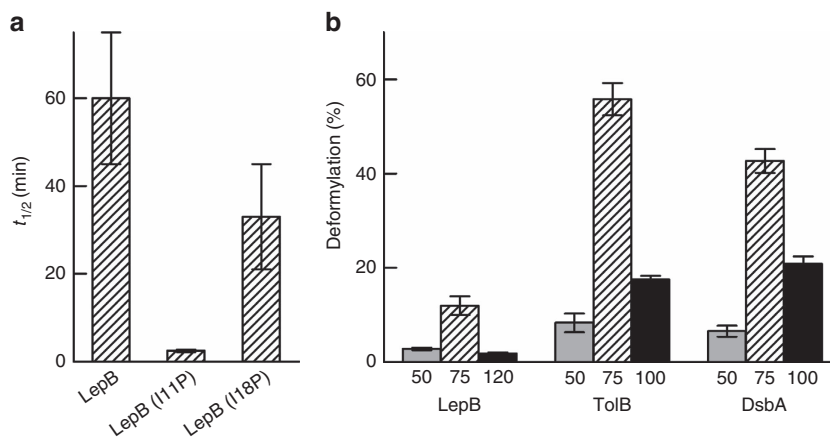 a
t1/2 (min)
60
40
20
0
LepB
LepB (I11P)
LepB (I18P)
b
Deformylation (%)
60
40
20
0
50 75 120 50 75 100 50 75 100
LepB TolB DsbA